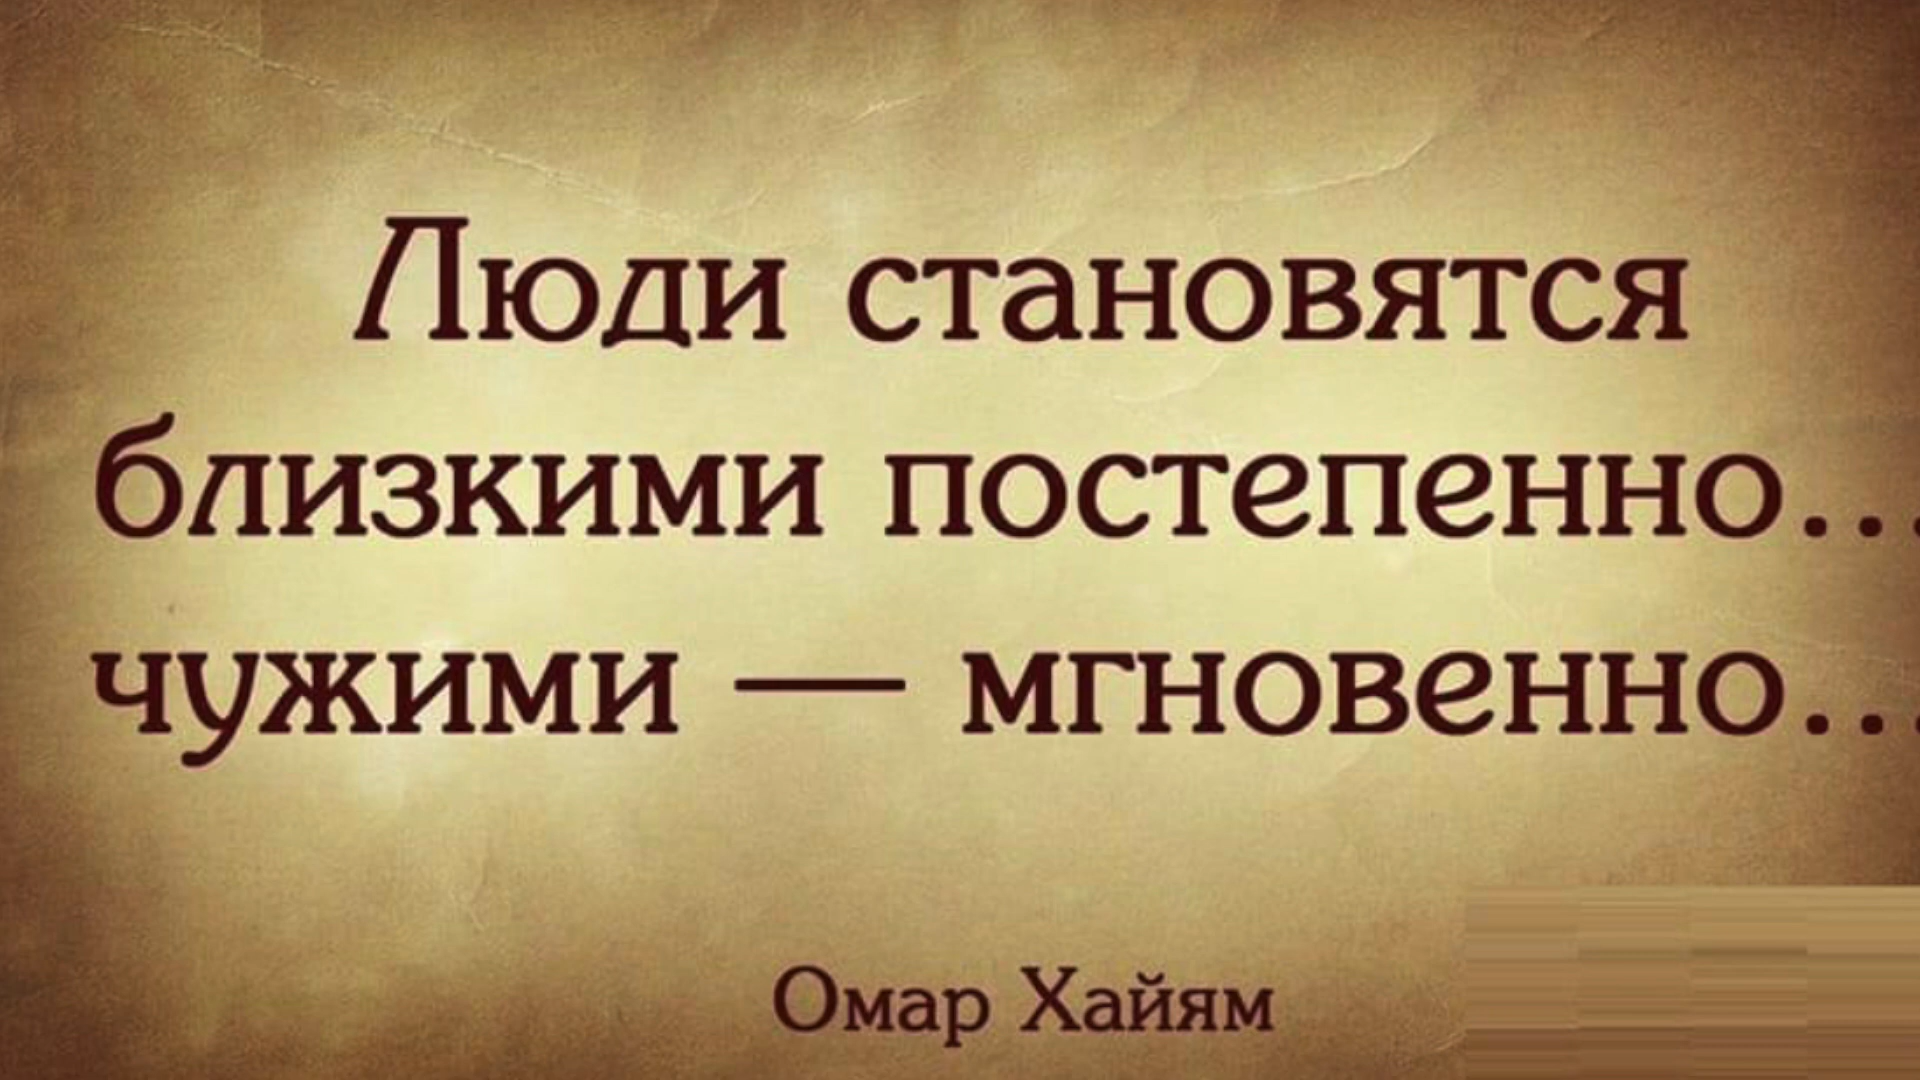 Люди становятся
близкими постепенно...
чужими — мгновенно...
Омар Хайям